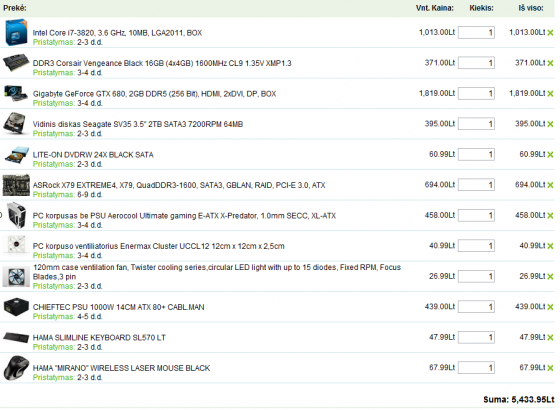 Prekė: Vnt. Kaina: Kiekis: Iš viso:
Intel Core i7-3820, 3.6 GHz, 10MB, LGA2011, BOX 1,013.00Lt 1 1,013.00Lt
Pristatymas: 2-3 d.d.
DDR3 Corsair Vengeance Black 16GB (4x4GB) 1600MHz CL9 1.35V XMP1.3 371.00Lt 1 371.00Lt
Pristatymas: 3-4 d.d.
Gigabyte GeForce GTX 680, 2GB DDR5 (256 Bit), HDMI, 2xDVI, DP, BOX 1,819.00Lt 1 1,819.00Lt
Pristatymas: 3-4 d.d.
Vidinis diskas Seagate SV35 3.5" 2TB SATA3 7200RPM 64MB 395.00Lt 1 395.00Lt
Pristatymas: 2-3 d.d.
LITE-ON DVDRW 24X BLACK SATA 60.99Lt 1 60.99Lt
Pristatymas: 2-3 d.d.
ASRock X79 EXTREME4, X79, QuadDDR3-1600, SATA3, GBLAN, RAID, PCI-E 3.0, ATX 694.00Lt 1 694.00Lt
Pristatymas: 6-9 d.d.
PC korpusas be PSU Aerocool Ultimate gaming E-ATX X-Predator, 1.0mm SECC, XL-ATX 458.00Lt 1 458.00Lt
Pristatymas: 3-4 d.d.
PC korpuso ventiliatorius Enermax Cluster UCCL12 12cm x 12cm x 2,5cm 40.99Lt 1 40.99Lt
Pristatymas: 3-4 d.d.
120mm case ventilation fan, Twister cooling series,circular LED light with up to 15 diodes, Fixed RPM, Focus
Blades,3 pin 26.99Lt 1 26.99Lt
Pristatymas: 2-3 d.d.
CHIEFTEC PSU 1000W 14CM ATX 80+ CABL.MAN 439.00Lt 1 439.00Lt
Pristatymas: 4-5 d.d.
HAMA SLIMLINE KEYBOARD SL570 LT 47.99Lt 1 47.99Lt
Pristatymas: 2-3 d.d.
HAMA "MIRANO" WIRELESS LASER MOUSE BLACK 67.99Lt 1 67.99Lt
Pristatymas: 2-3 d.d.
Suma: 5,433.95Lt